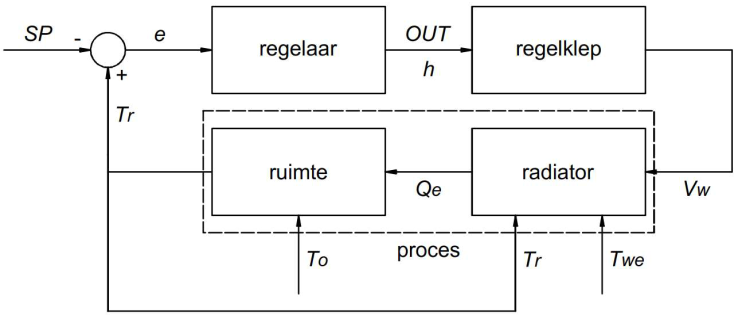 SP
-
+
e
regelaar
OUT
h
regelklep
Tr
ruimte
Qe
radiator
Vw
To
proces
Tr
Twe